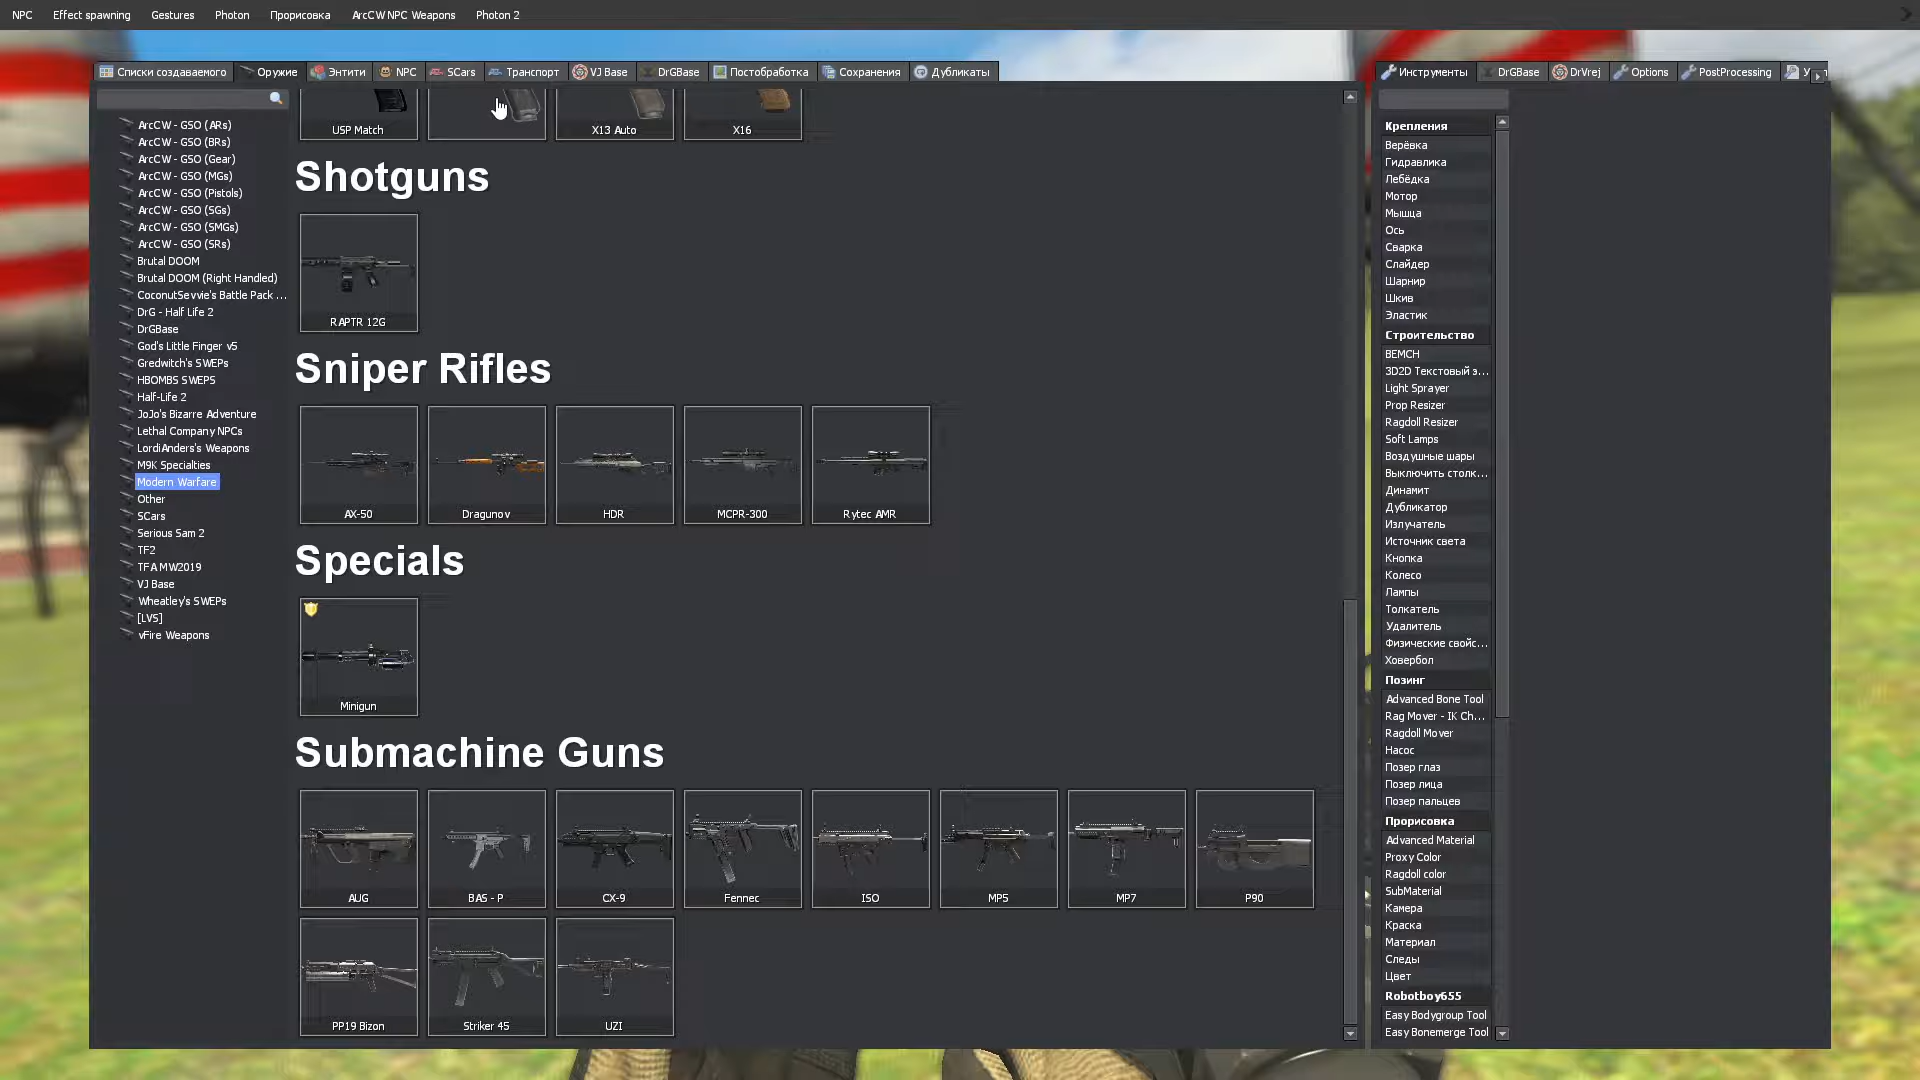 NPC Effect spawning Gestures Photon Прорисовка ArcCW NPC Weapons Photon 2
Списки создаваемого Оружие Энтити NPC SCars Транспорт VJ Base DrGBase Постобработка Сохранения Дубликаты
ArcCW - GSO (ARs)
ArcCW - GSO (BRs)
ArcCW - GSO (Gear)
ArcCW - GSO (MGs)
ArcCW - GSO (Pistols)
ArcCW - GSO (SGs)
ArcCW - GSO (SMGs)
ArcCW - GSO (SRs)
Brutal DOOM
Brutal DOOM (Right Handled)
CoconutSevvie's Battle Pack ...
DrG - Half Life 2
DrGBase
God's Little Finger v5
Gredwitch's SWEPs
HBOMBS SWEPS
Half-Life 2
JoJo's Bizarre Adventure
Lethal Company NPCs
LordiAnders's Weapons
M9K Specialties
Modern Warfare
Other
SCars
Serious Sam 2
TF2
TFA MW2019
VJ Base
Wheatley's SWEPs
[LVS]
vFire Weapons
USP Match X13 Auto X16
Shotguns
RAPTR 12G
Sniper Rifles
AX-50 Dragunov HDR MCPR-300 Rytec AMR
Specials
Minigun
Submachine Guns
AUG BAS - P CX-9 Fennec ISO MP5 MP7 P90
PP19 Bizon Striker 45 UZI
Инструменты DrGBase DrVrej Options PostProcessing
Крепления
Верёвка
Гидравлика
Лебёдка
Мотор
Мышца
Ось
Сварка
Слайдер
Шарнир
Шкив
Эластик
Строительство
BEMCH
3D2D Текстовый э...
Light Sprayer
Prop Resizer
Ragdoll Resizer
Soft Lamps
Воздушные шары
Выключить столк...
Динамит
Дубликатор
Излучатель
Источник света
Кнопка
Колесо
Лампы
Толкатель
Удалитель
Физические свойс...
Ховербол
Позинг
Advanced Bone Tool
Rag Mover - IK Ch...
Ragdoll Mover
Насос
Позер глаз
Позер лица
Позер пальцев
Прорисовка
Advanced Material
Proxy Color
Ragdoll color
SubMaterial
Камера
Краска
Материал
Следы
Цвет
Robotboy655
Easy Bodygroup Tool
Easy Bonemerge Tool